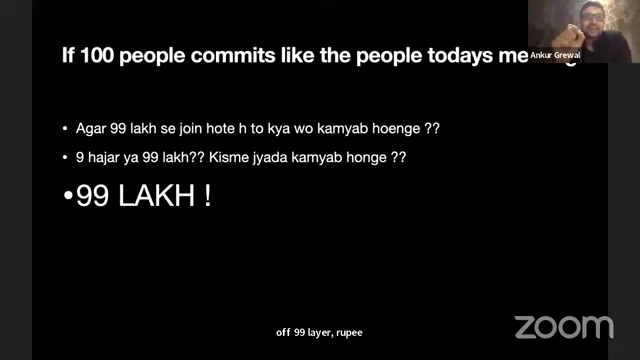 If 100 people commits like the people todays me
Ankur Grewal
• Agar 99 lakh se join hote h to kya wo kamyab hoenge ??
• 9 hajar ya 99 lakh?? Kisme jyada kamyab honge ??
•99 LAKH !
off 99 layer, rupee
zoom